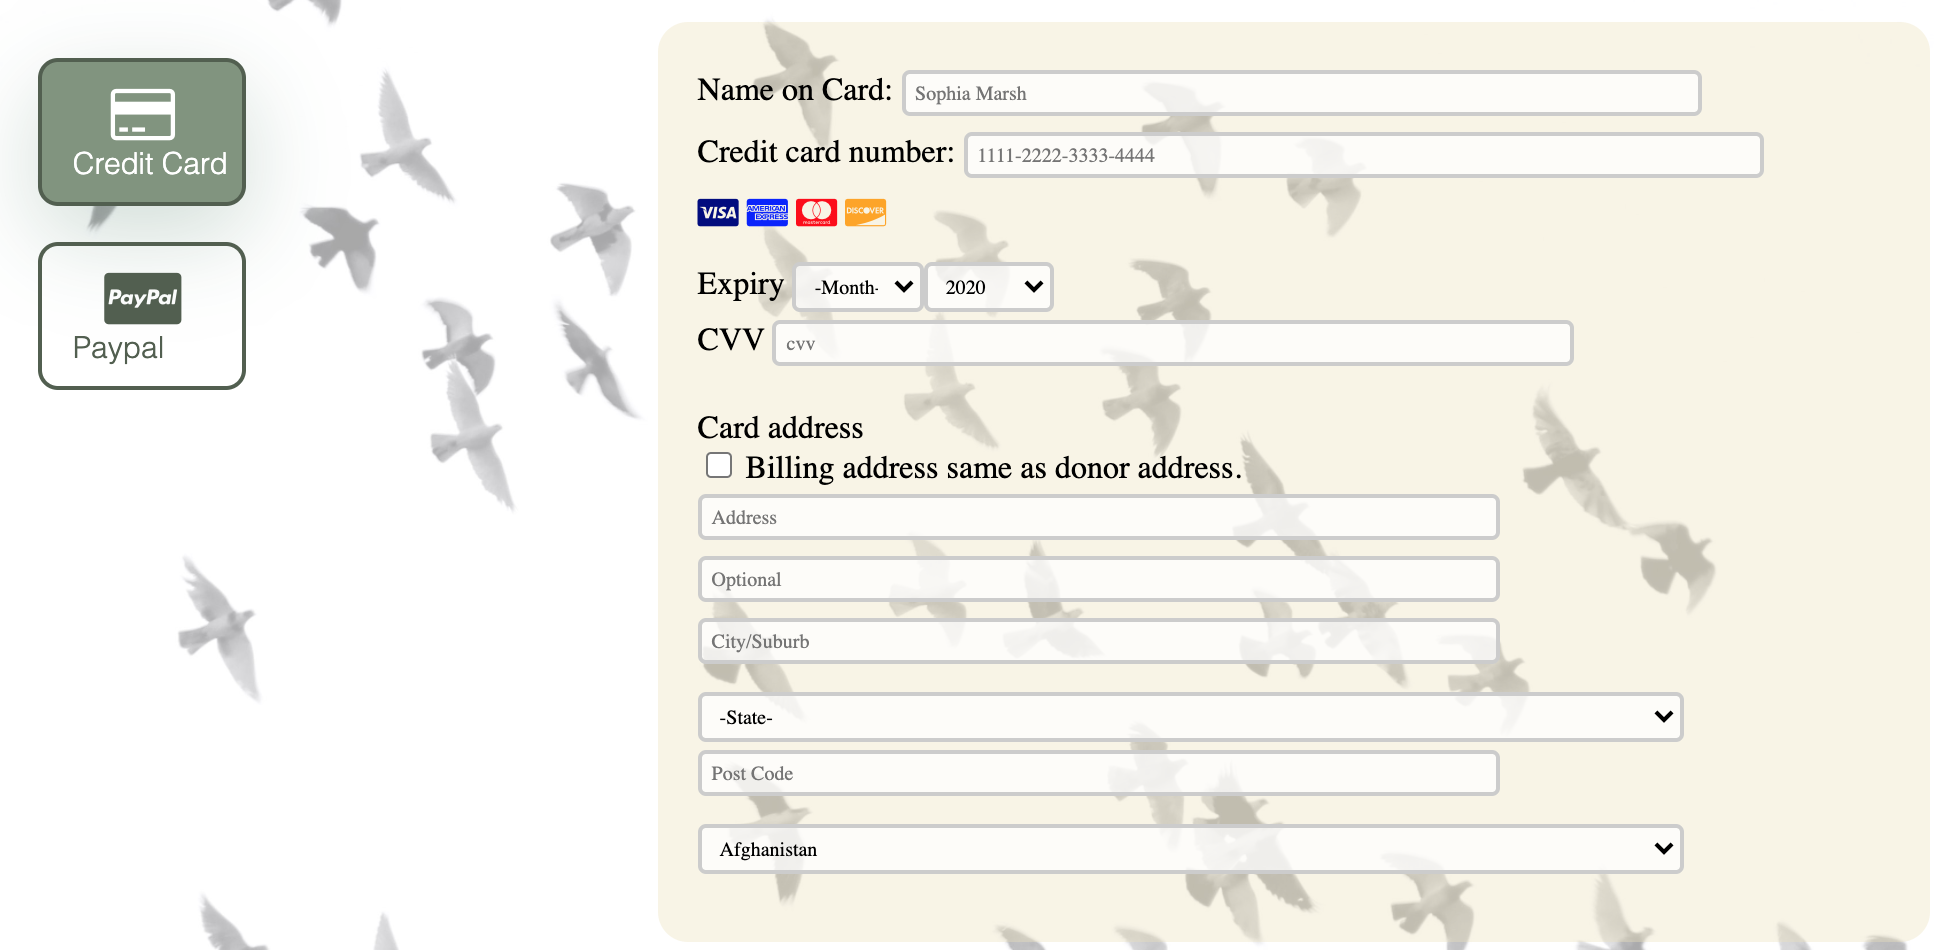 Credit Card
PayPal
Paypal
Name on Card: Sophia Marsh
Credit card number: 1111-2222-3333-4444
VISA AMERICAN EXPRESS mastercard DISCOVER
Expiry -Month- 2020
CVV cvv
Card address
Billing address same as donor address.
Address
Optional
City/Suburb
-State-
Post Code
Afghanistan